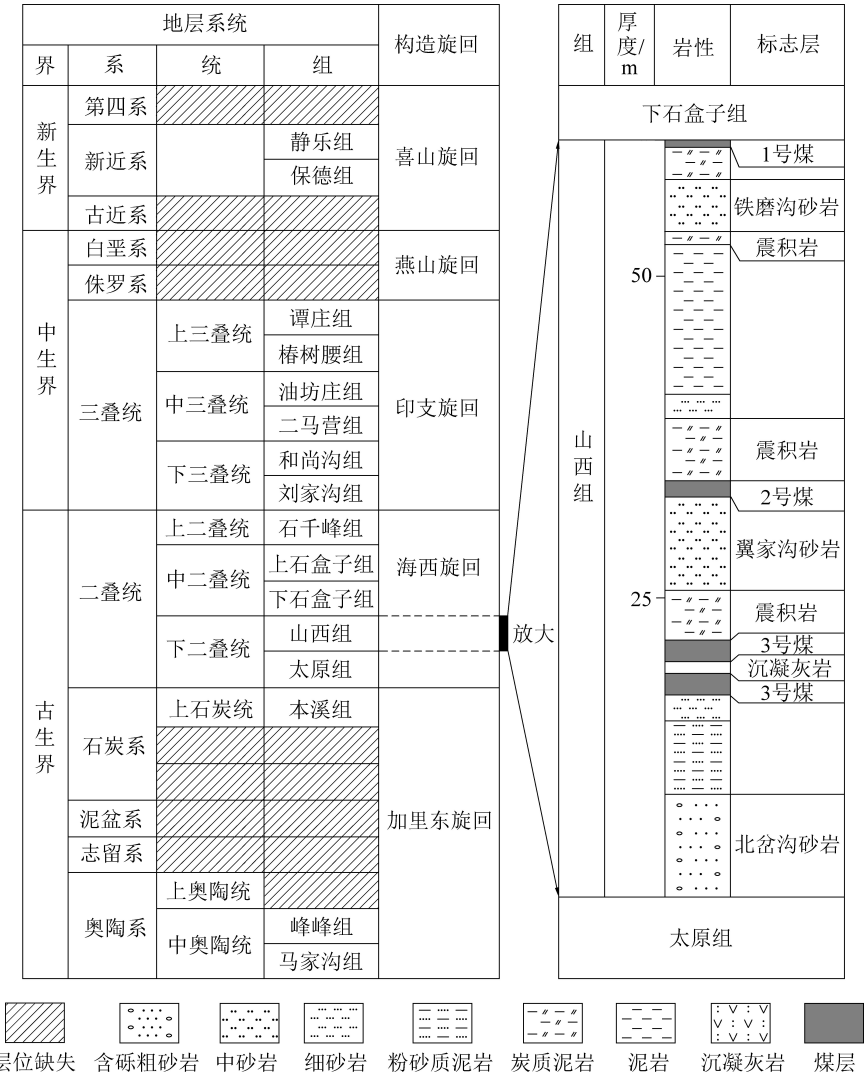 地层系统
构造旋回
界
系
统
组
新生界
第四系
新近系
静乐组
保德组
古近系
喜山旋回
中生界
白垩系
侏罗系
燕山旋回
三叠统
上三叠统
谭庄组
椿树腰组
中三叠统
油坊庄组
二马营组
下三叠统
和尚沟组
刘家沟组
印支旋回
古生界
二叠统
上二叠统
石千峰组
中二叠统
上石盒子组
下石盒子组
下二叠统
山西组
太原组
海西旋回
石炭系
上石炭统
本溪组
泥盆系
志留系
奥陶系
上奥陶统
中奥陶统
峰峰组
马家沟组
加里东旋回
放大
组
厚度/m
岩性
标志层
下石盒子组
山西组
50
25
1号煤
铁磨沟砂岩
震积岩
震积岩
2号煤
翼家沟砂岩
震积岩
3号煤
沉凝灰岩
3号煤
北岔沟砂岩
太原组
层位缺失
含砾粗砂岩
中砂岩
细砂岩
粉砂质泥岩
炭质泥岩
泥岩
沉凝灰岩
煤层